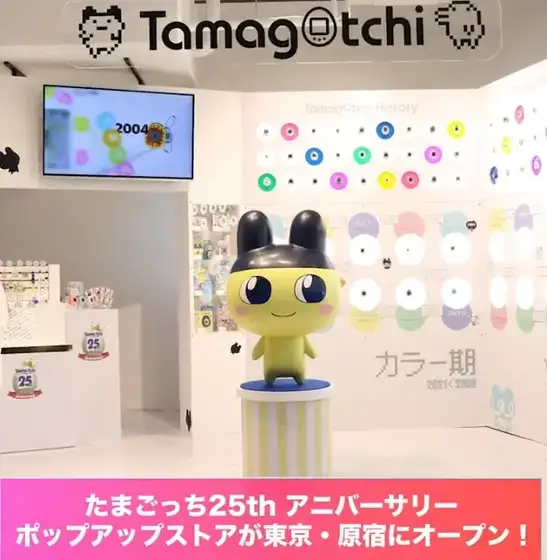 Tamagotchi
2004
Tamagotchi History
25
25
カラー期
たまごっち25th アニバーサリー
ポップアップストアが東京・原宿にオープン！